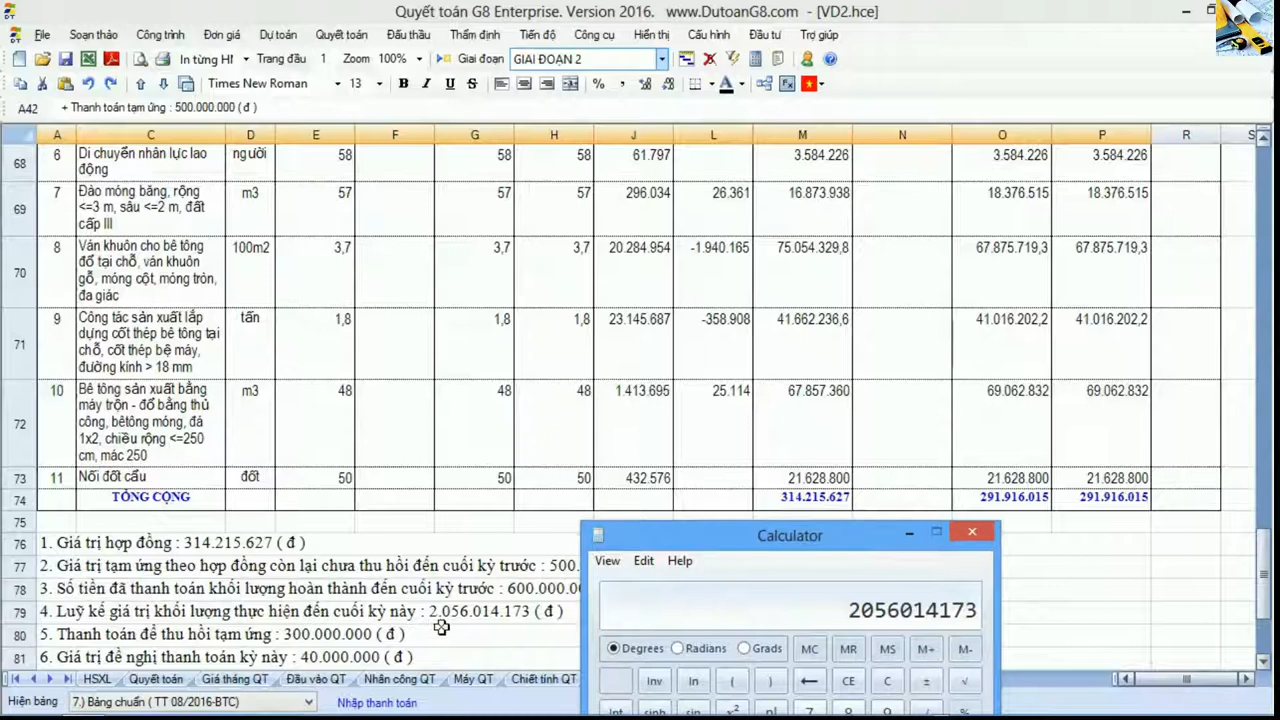 Quyết toán G8 Enterprise. Version 2016. www.DutoanG8.com - [VD2.hce]
File Soạn thảo Công trình Đơn giá Dự toán Quyết toán Đấu thầu Thẩm định Tiến độ Công cụ Hiển thị Cấu hình Đầu tư Trợ giúp
In từng Hạ Trang đầu 1 Zoom 100% Giai đoạn GIAI ĐOẠN 2
Times New Roman 13 B I U S % ,
A42 + Thanh toán tạm ứng : 500.000.000 ( đ )
A C D E F G H J L M N O P R S
68 6 Di chuyển nhân lực lao động người 58 58 58 61.797 3.584.226 3.584.226 3.584.226
69 7 Đào móng băng, rộng <=3 m, sâu <=2 m, đất cấp III m3 57 57 57 296.034 26.361 16.873.938 18.376.515 18.376.515
70 8 Ván khuôn cho bê tông đổ tại chỗ, ván khuôn gỗ, móng cột, móng tròn, đa giác 100m2 3,7 3,7 3,7 20.284.954 -1.940.165 75.054.329,8 67.875.719,3 67.875.719,3
71 9 Công tác sản xuất lắp dựng cốt thép bê tông tại chỗ, cốt thép bệ máy, đường kính > 18 mm tấn 1,8 1,8 1,8 23.145.687 -358.908 41.662.236,6 41.016.202,2 41.016.202,2
72 10 Bê tông sản xuất bằng máy trộn - đổ bằng thủ công, bêtông móng, đá 1x2, chiều rộng <=250 cm, mác 250 m3 48 48 48 1.413.695 25.114 67.857.360 69.062.832 69.062.832
73 11 Nối đốt cẩu đốt 50 50 50 432.576 21.628.800 21.628.800 21.628.800
74 TỔNG CỘNG 314.215.627 291.916.015 291.916.015
75
76 1. Giá trị hợp đồng : 314.215.627 ( đ )
77 2. Giá trị tạm ứng theo hợp đồng còn lại chưa thu hồi đến cuối kỳ trước : 500.
78 3. Số tiền đã thanh toán khối lượng hoàn thành đến cuối kỳ trước : 600.000.00
79 4. Luỹ kế giá trị khối lượng thực hiện đến cuối kỳ này : 2.056.014.173 ( đ )
80 5. Thanh toán để thu hồi tạm ứng : 300.000.000 ( đ )
81 6. Giá trị đề nghị thanh toán kỳ này : 40.000.000 ( đ )
Calculator
View Edit Help
2056014173
Degrees Radians Grads MC MR MS M+ M-
Inv ln ( ) ← CE C ± √
Int sinh sin x² n! 7 8 9 / %
HSXL Quyết toán Giá tháng QT Đầu vào QT Nhân công QT Máy QT Chiết tính QT
Hiện bảng 7.) Bảng chuẩn ( TT 08/2016-BTC) Nhập thanh toán